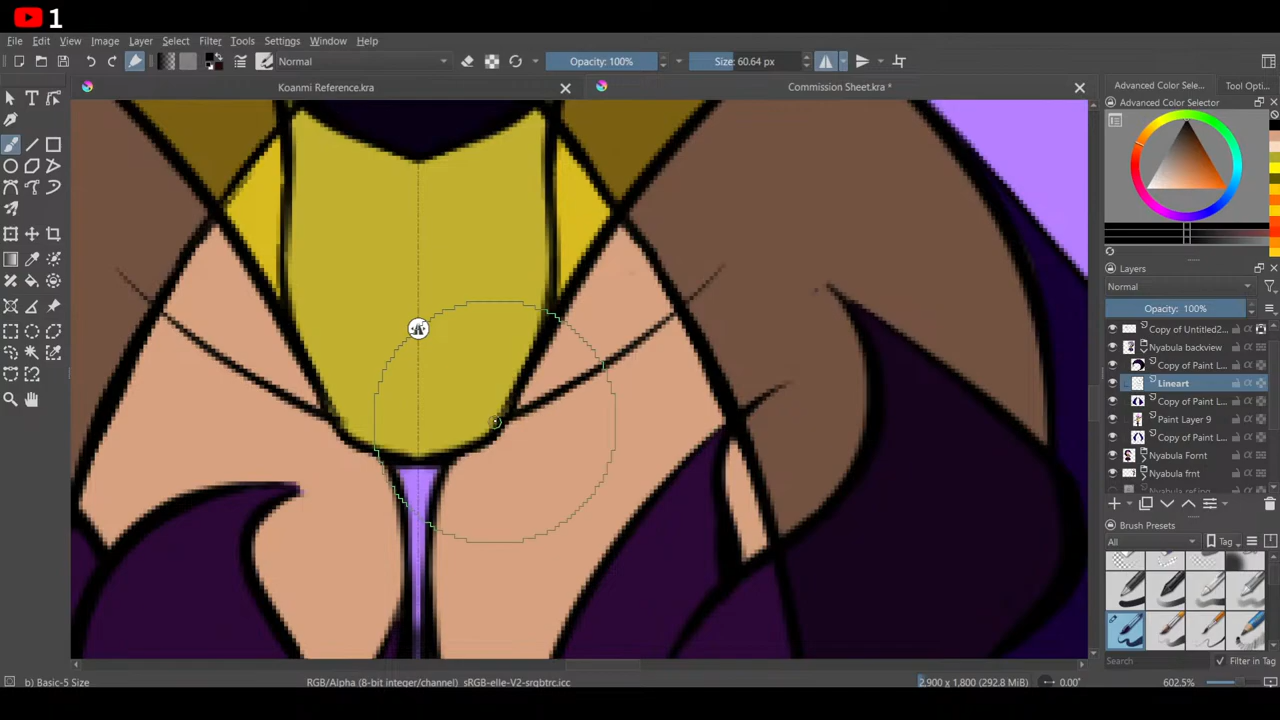 1
File Edit View Image Layer Select Filter Tools Settings Window Help
Normal Opacity: 100% Size: 60.64 px
Koanmi Reference.kra Commission Sheet.kra *
Advanced Color Sele... Tool Opti...
Advanced Color Selector
Layers
Normal
Opacity: 100%
Copy of Untitled2...
Nyabula backview
Copy of Paint L...
Lineart
Copy of Paint L...
Paint Layer 9
Copy of Paint L...
Nyabula Fornt
Nyabula frnt
Brush Presets
All Tag
Search Filter in Tag
b) Basic-5 Size RGB/Alpha (8-bit integer/channel) sRGB-elle-V2-srgbtrc.icc 2,900 x 1,800 (292.8 MiB) 0.00° 602.5%